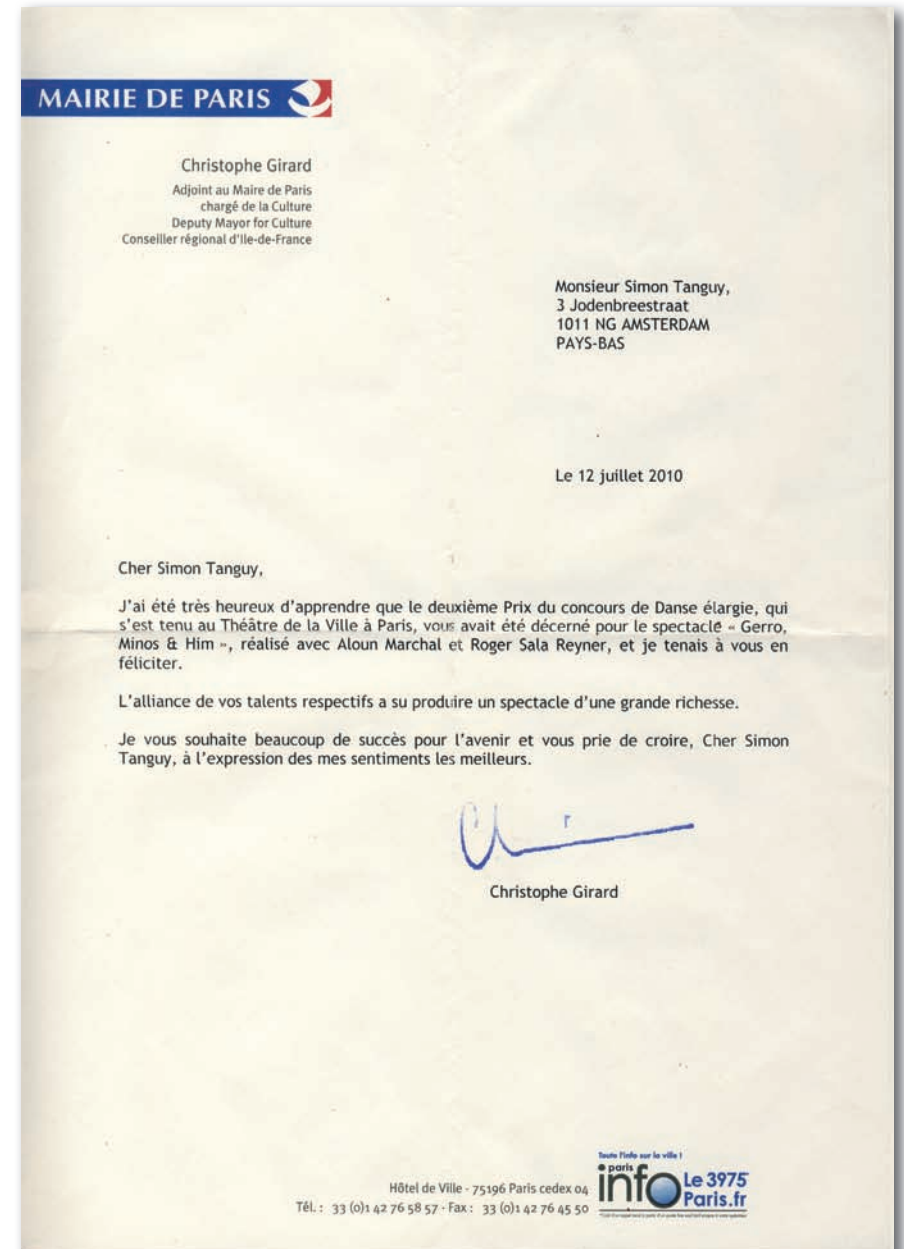 MAIRIE DE PARIS
Christophe Girard
Adjoint au Maire de Paris
chargé de la Culture
Deputy Mayor for Culture
Conseiller régional d'Ile-de-France
Monsieur Simon Tanguy,
3 Jodenbreestraat
1011 NG AMSTERDAM
PAYS-BAS
Le 12 juillet 2010
Cher Simon Tanguy,
J'ai été très heureux d'apprendre que le deuxième Prix du concours de Danse élargie, qui
s'est tenu au Théâtre de la Ville à Paris, vous avait été décerné pour le spectacle « Gerro,
Minos & Him », réalisé avec Aloun Marchal et Roger Sala Reyner, et je tenais à vous en
féliciter.
L'alliance de vos talents respectifs a su produire un spectacle d'une grande richesse.
Je vous souhaite beaucoup de succès pour l'avenir et vous prie de croire, Cher Simon
Tanguy, à l'expression des mes sentiments les meilleurs.
Christophe Girard
Hôtel de Ville - 75196 Paris cedex 04
Tél. : 33 (0)1 42 76 58 57 - Fax : 33 (0)1 42 76 45 50
Toute l'info sur la ville !
paris
info
Le 3975
Paris.fr